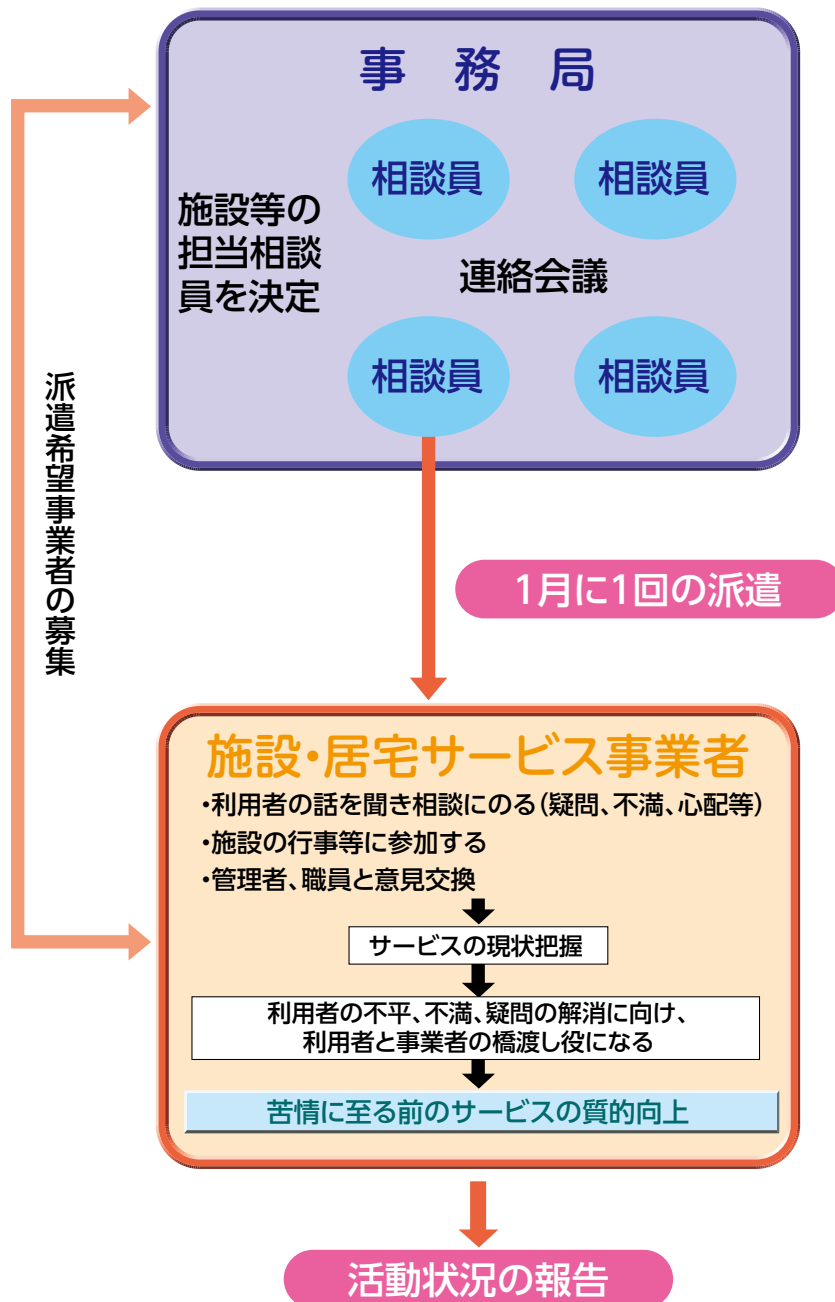 事務局
相談員
相談員
施設等の
担当相談
員を決定
連絡会議
相談員
相談員
派遣希望事業者の募集
1月に1回の派遣
施設・居宅サービス事業者
・利用者の話を聞き相談にのる（疑問、不満、心配等）
・施設の行事等に参加する
・管理者、職員と意見交換
サービスの現状把握
利用者の不平、不満、疑問の解消に向け、
利用者と事業者の橋渡し役になる
苦情に至る前のサービスの質的向上
活動状況の報告